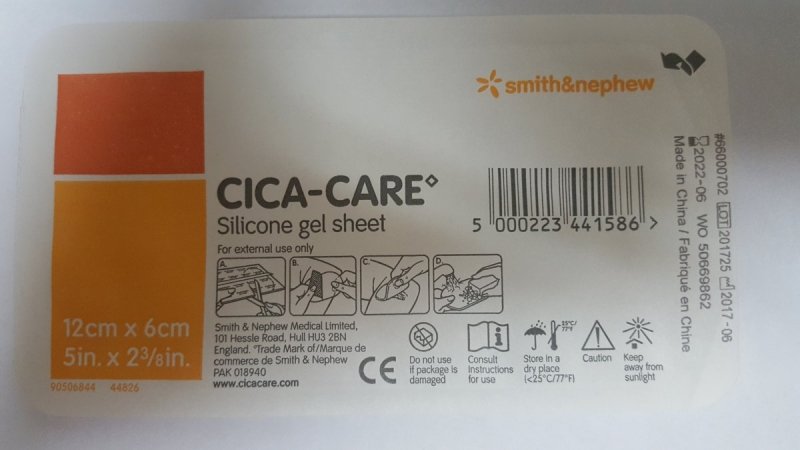 smith&nephew
CICA-CARE◊
Silicone gel sheet
For external use only
A.
B.
C.
D.
12cm x 6cm
5in. x 2 3/8in.
90506844 44826
Smith & Nephew Medical Limited,
101 Hessle Road, Hull HU3 2BN
England. ◊Trade Mark of/Marque de
commerce de Smith & Nephew
PAK 018940
www.cicacare.com
CE
5 000223 441586 >
Do not use
if package is
damaged
Consult
Instructions
for use
25°C/
77°F
Store in a
dry place
(<25°C/77°F)
Caution
Keep
away from
sunlight
#66000702 LOT 201725 2017-06
2022-06 WO 50669862
Made in China / Fabriqué en Chine